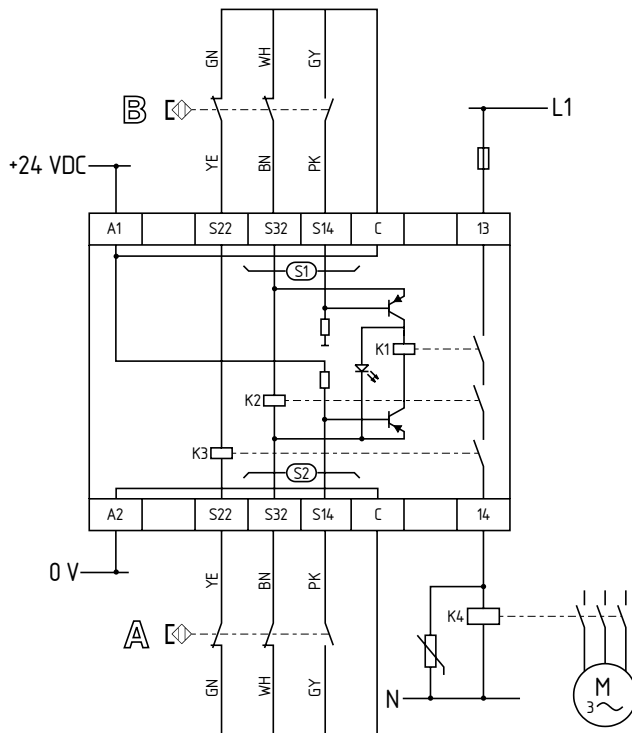 GN WH GY
B
L1
+24 VDC
YE BN PK
A1 S22 S32 S14 C 13
S1
K1
K2
K3
S2
A2 S22 S32 S14 C 14
0 V
YE BN PK
A
K4
GN WH GY
N
M
3